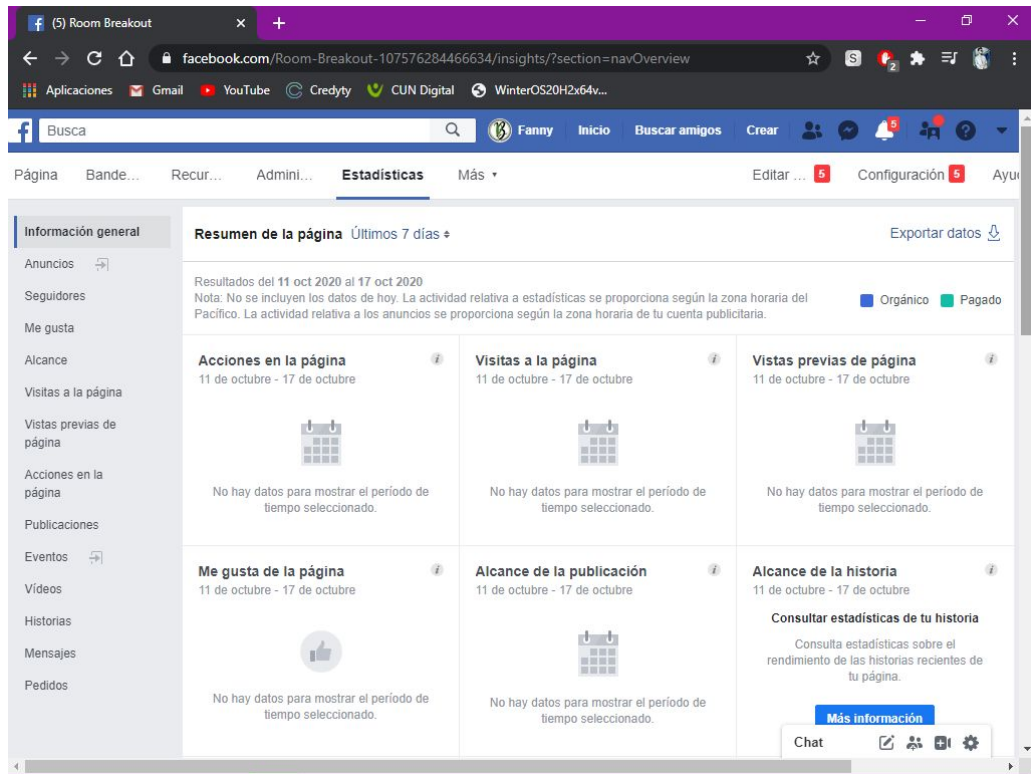 (5) Room Breakout
facebook.com/Room-Breakout-107576284466634/insights/?section=navOverview
S
2
Aplicaciones Gmail YouTube Credyty CUN Digital WinterOS20H2x64v...
Busca
Fanny Inicio Buscar amigos Crear 5
Página Bande... Recur... Admini... Estadísticas Más Editar ... 5 Configuración 5 Ayu
Información general
Anuncios
Seguidores
Me gusta
Alcance
Visitas a la página
Vistas previas de
página
Acciones en la
página
Publicaciones
Eventos
Vídeos
Historias
Mensajes
Pedidos
Resumen de la página Últimos 7 días
Exportar datos
Resultados del 11 oct 2020 al 17 oct 2020
Nota: No se incluyen los datos de hoy. La actividad relativa a estadísticas se proporciona según la zona horaria del
Pacífico. La actividad relativa a los anuncios se proporciona según la zona horaria de tu cuenta publicitaria.
Orgánico Pagado
Acciones en la página
11 de octubre - 17 de octubre
No hay datos para mostrar el período de
tiempo seleccionado.
Visitas a la página
11 de octubre - 17 de octubre
No hay datos para mostrar el período de
tiempo seleccionado.
Vistas previas de página
11 de octubre - 17 de octubre
No hay datos para mostrar el período de
tiempo seleccionado.
Me gusta de la página
11 de octubre - 17 de octubre
No hay datos para mostrar el período de
tiempo seleccionado.
Alcance de la publicación
11 de octubre - 17 de octubre
No hay datos para mostrar el período de
tiempo seleccionado.
Alcance de la historia
11 de octubre - 17 de octubre
Consultar estadísticas de tu historia
Consulta estadísticas sobre el
rendimiento de las historias recientes de
tu página.
Más información
Chat